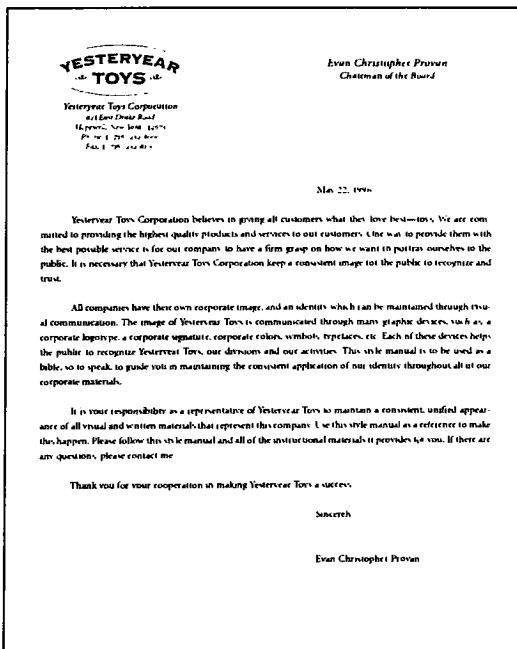 YESTERYEAR
TOYS
Evan Christopher Provan
Chairman of the Board
Yesteryear Toys Corporation
East Drake Road
Hopewell, New York
May 22, 1996
Yesteryear Toys Corporation believes in giving all customers what they love best—toys. We are com-
mitted to providing the highest quality products and services to our customers. One way to provide them with
the best possible service is for our company to have a firm grasp on how we want to portray ourselves to the
public. It is necessary that Yesteryear Toys Corporation keep a consistent image for the public to recognize and
trust.
All companies have their own corporate image, and an identity which can be maintained through visu-
al communication. The image of Yesteryear Toys is communicated through many graphic devices, such as, a
corporate logotype, a corporate signature, corporate colors, symbols, typefaces, etc. Each of these devices helps
the public to recognize Yesteryear Toys, our divisions and our activities. This style manual is to be used as a
bible, so to speak, to guide you in maintaining the consistent application of our identity throughout all of our
corporate materials.
It is your responsibility as a representative of Yesteryear Toys to maintain a consistent, unified appear-
ance of all visual and written materials that represent this company. Use this style manual as a reference to make
this happen. Please follow this style manual and all of the instructional materials it provides for you. If there are
any questions, please contact me
Thank you for your cooperation in making Yesteryear Toys a success.
Sincerely
Evan Christopher Provan